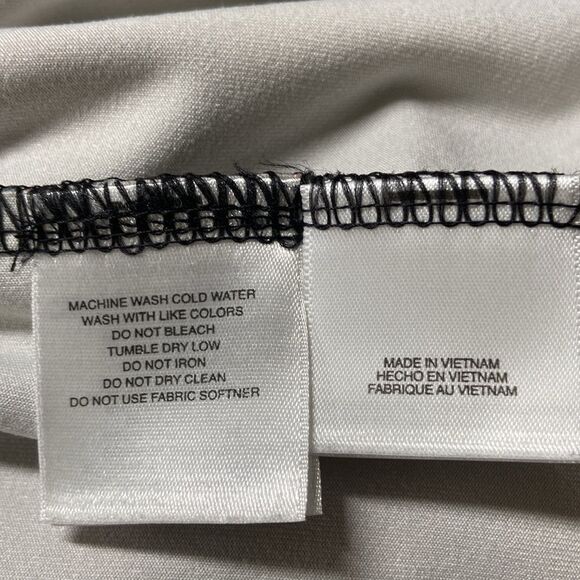 MACHINE WASH COLD WATER
WASH WITH LIKE COLORS
DO NOT BLEACH
TUMBLE DRY LOW
DO NOT IRON
DO NOT DRY CLEAN
DO NOT USE FABRIC SOFTNER
MADE IN VIETNAM
HECHO EN VIETNAM
FABRIQUE AU VIETNAM